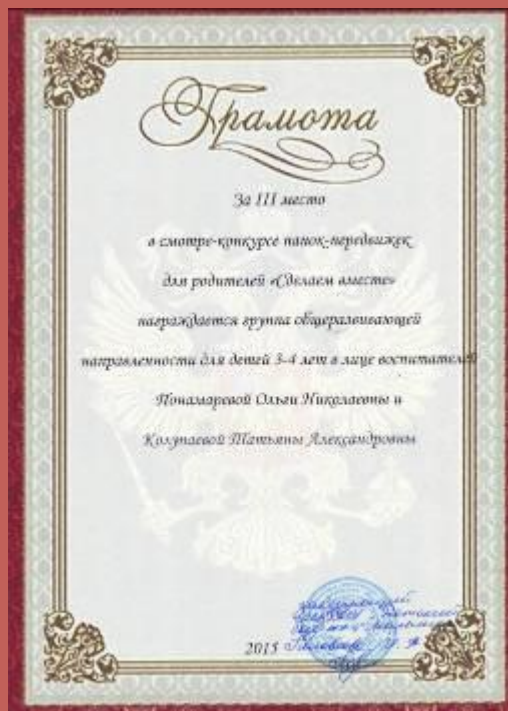 Грамота
За III место
в смотре-конкурсе папок-передвижек
для родителей «Сделаем вместе»
награждается группа общеразвивающей
направленности для детей 3-4 лет в лице воспитателей
Понамаревой Ольги Николаевны и
Колупаевой Татьяны Александровны
2015